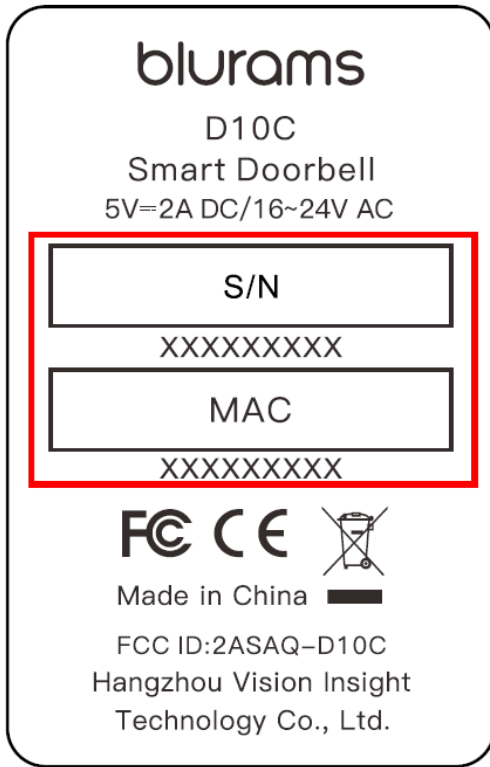 blurams
D10C
Smart Doorbell
5V⎓2A DC/16~24V AC
S/N
XXXXXXXXX
MAC
XXXXXXXXX
FC CE
Made in China
FCC ID:2ASAQ-D10C
Hangzhou Vision Insight
Technology Co., Ltd.